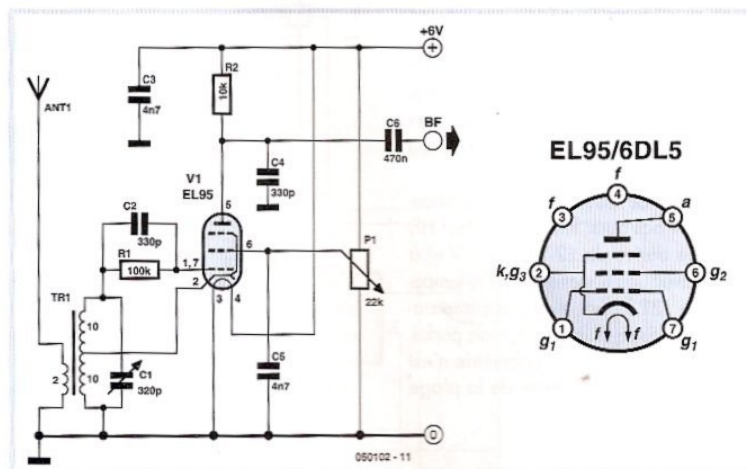 +6V
ANT1
C3
4n7
R2
10k
C6
470n
BF
V1
EL95
C4
330p
C2
330p
R1
100k
1,7
2
5
6
3
4
P1
22k
TR1
10
10
2
C1
320p
C5
4n7
0
050102 - 11
EL95/6DL5
f
4
f
3
a
5
k,g3
2
6
g2
f
f
1
g1
7
g1